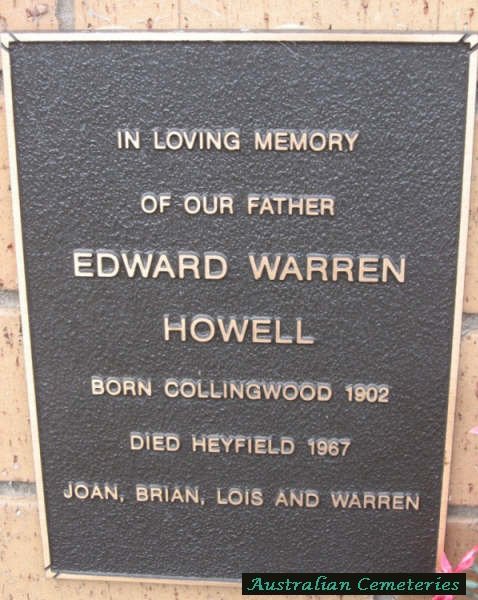 IN LOVING MEMORY
OF OUR FATHER
EDWARD WARREN
HOWELL
BORN COLLINGWOOD 1902
DIED HEYFIELD 1967
JOAN, BRIAN, LOIS AND WARREN
Australian Cemeteries